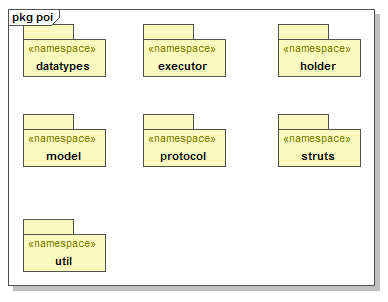 pkg poi
«namespace» «namespace» «namespace»
datatypes executor holder
«namespace» «namespace» «namespace»
model protocol struts
«namespace»
util